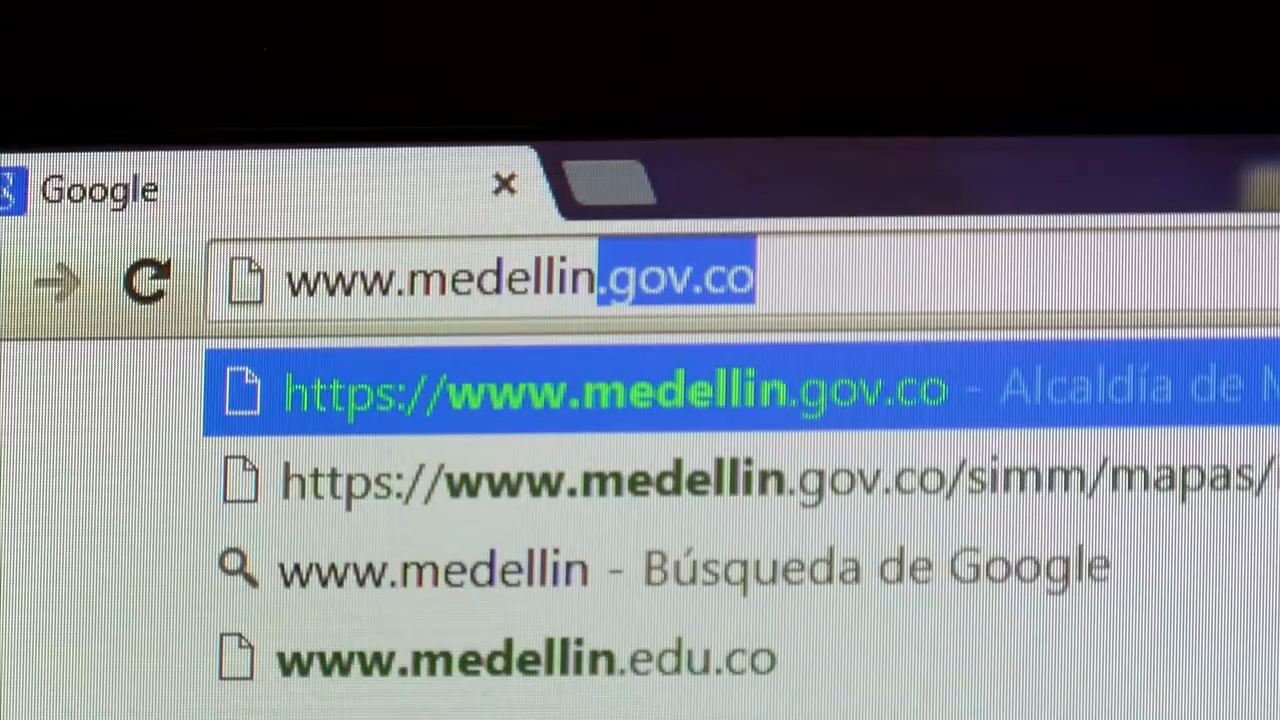 Google
www.medellin.gov.co
https://www.medellin.gov.co - Alcaldía de
https://www.medellin.gov.co/simm/mapas/
www.medellin - Búsqueda de Google
www.medellin.edu.co